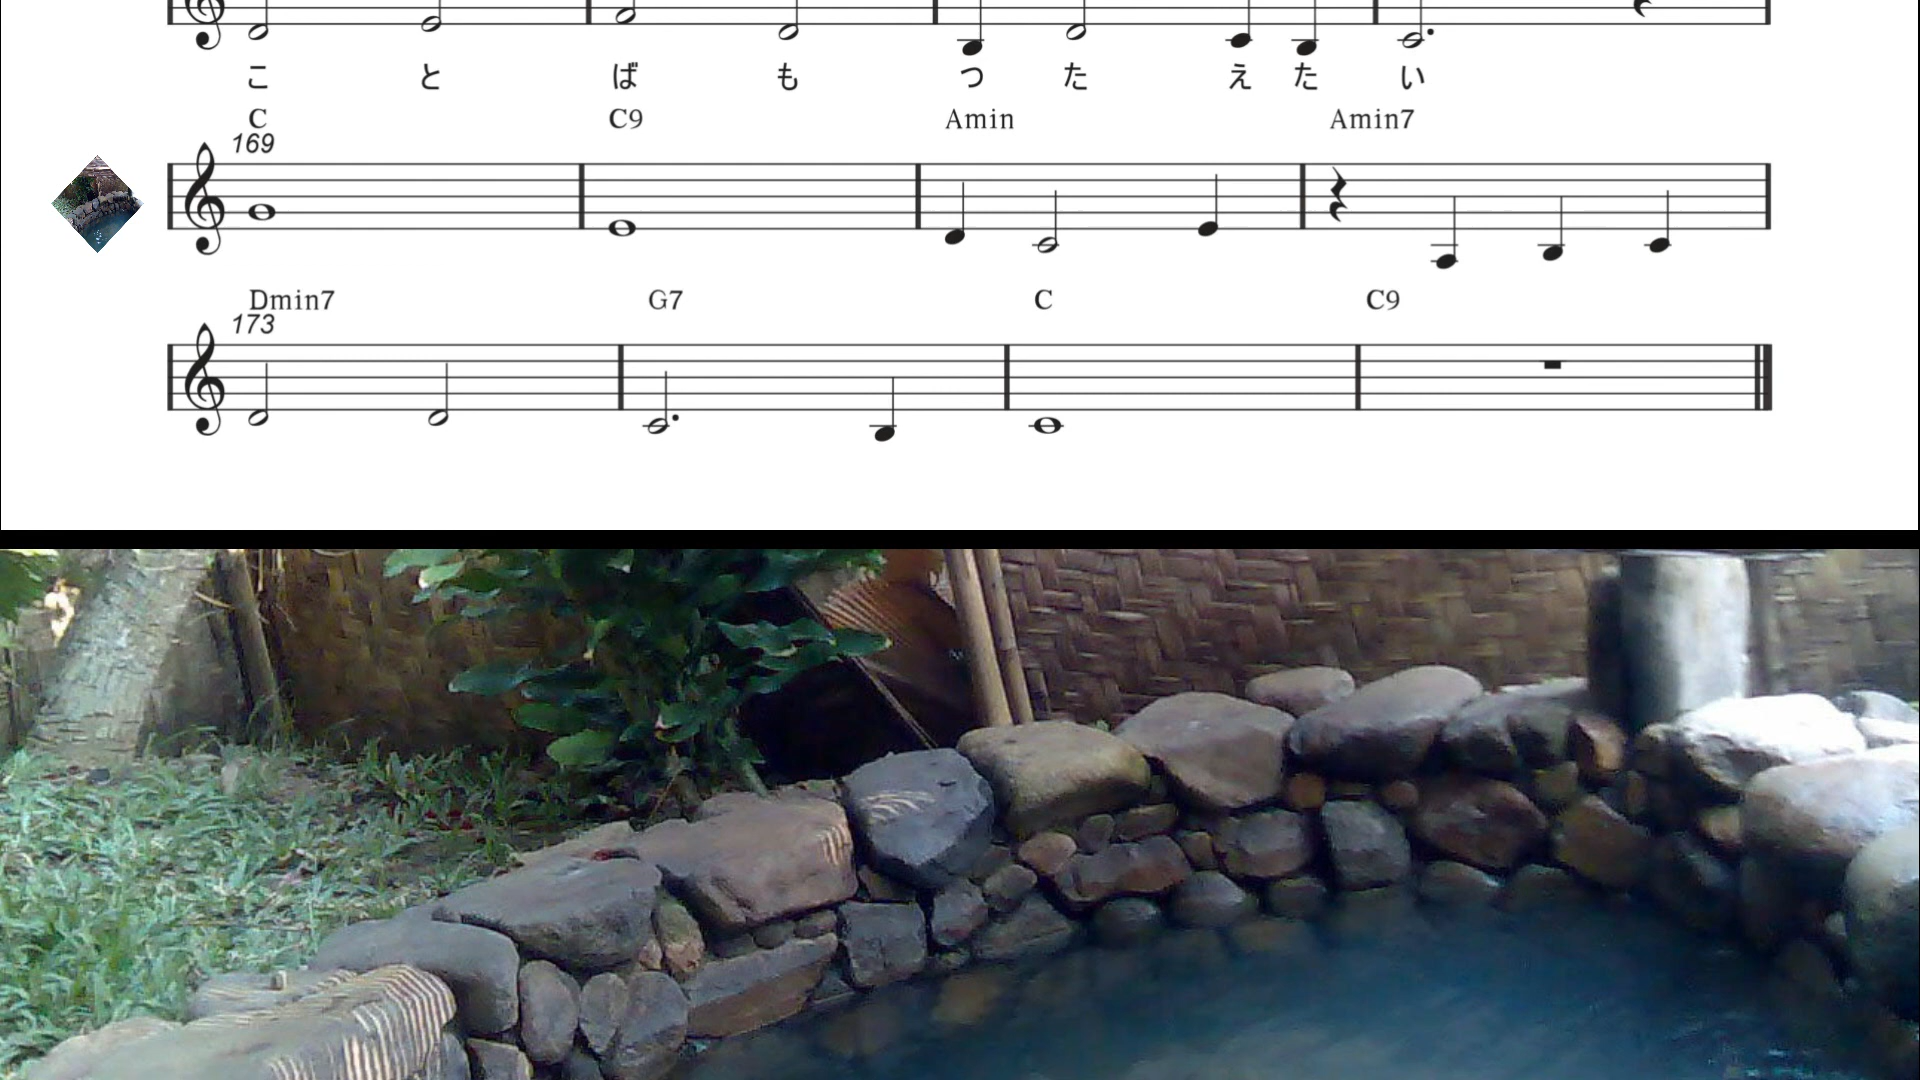 こ と ば も つ た え た い
C C9 Amin Amin7
169
Dmin7 G7 C C9
173